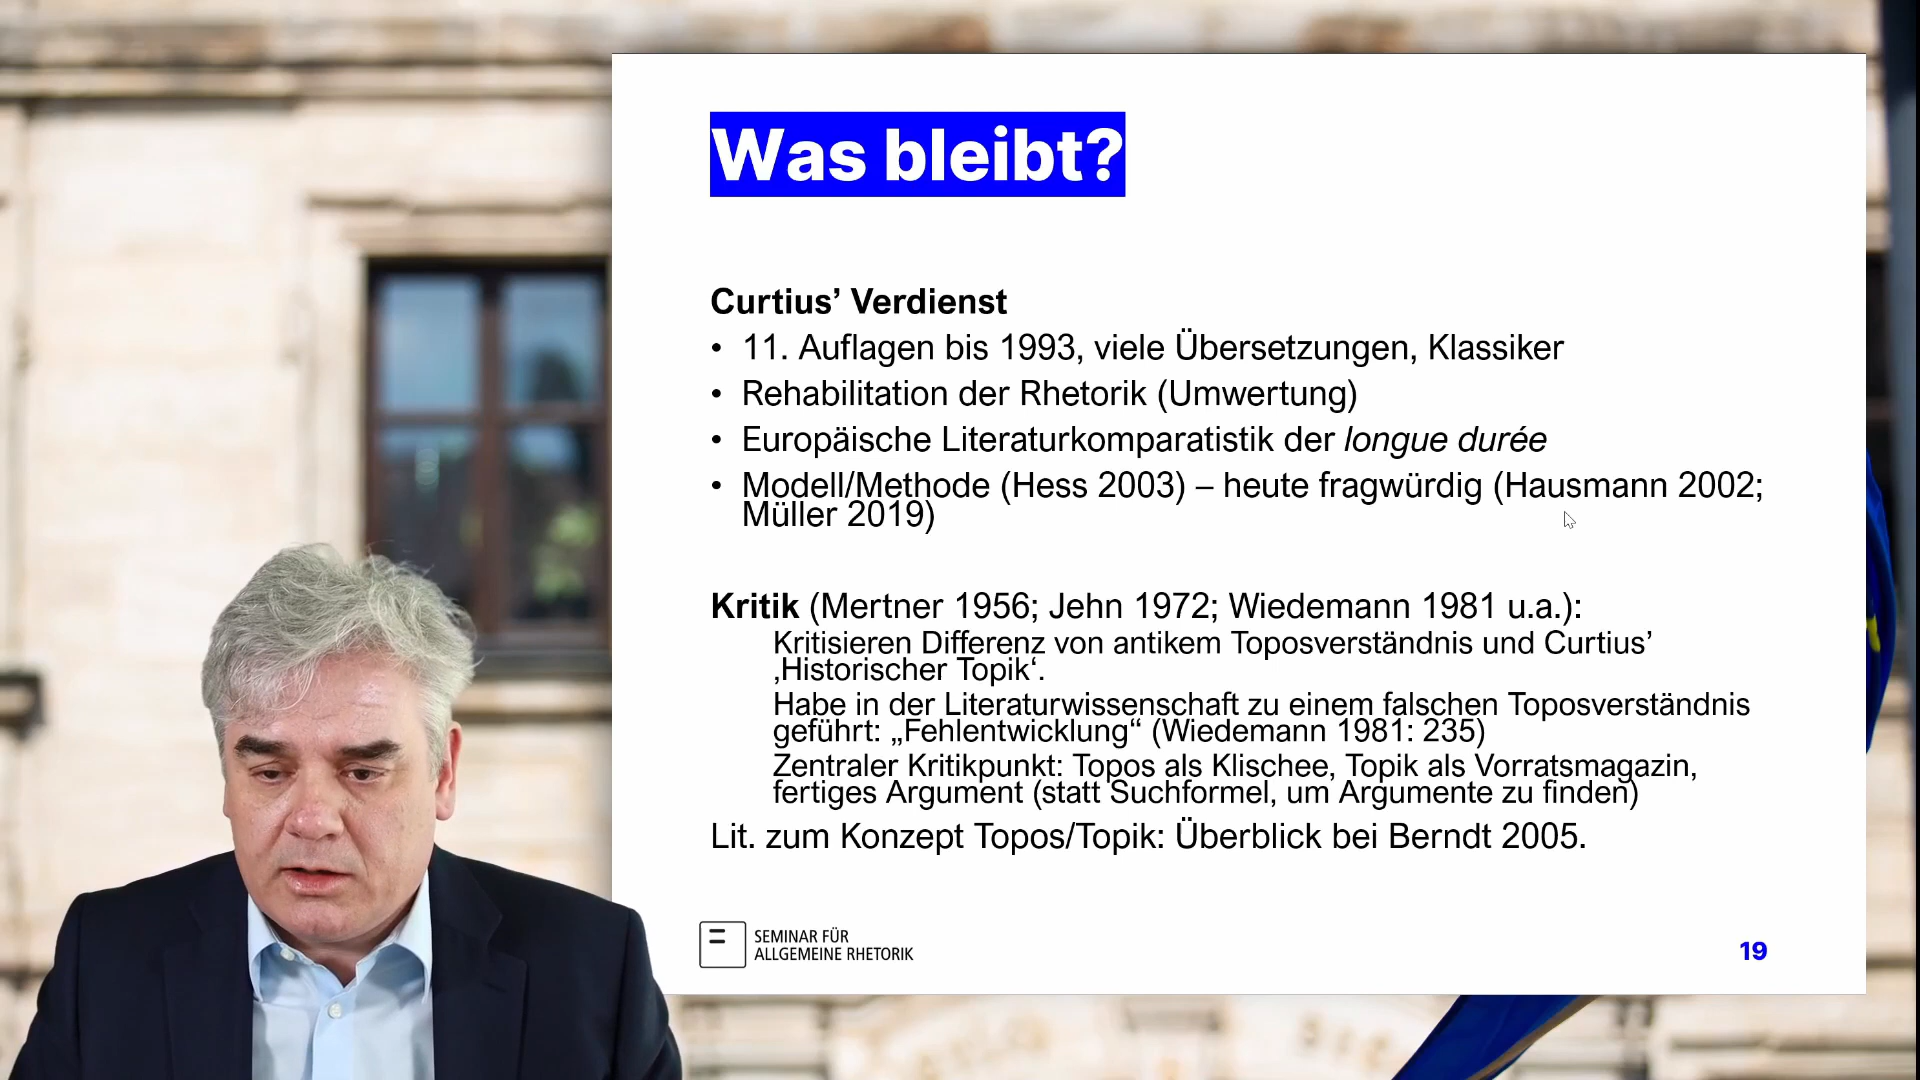 Was bleibt?
Curtius’ Verdienst
• 11. Auflagen bis 1993, viele Übersetzungen, Klassiker
• Rehabilitation der Rhetorik (Umwertung)
• Europäische Literaturkomparatistik der longue durée
• Modell/Methode (Hess 2003) – heute fragwürdig (Hausmann 2002;
Müller 2019)
Kritik (Mertner 1956; Jehn 1972; Wiedemann 1981 u.a.):
Kritisieren Differenz von antikem Toposverständnis und Curtius’
‚Historischer Topik‘.
Habe in der Literaturwissenschaft zu einem falschen Toposverständnis
geführt: „Fehlentwicklung“ (Wiedemann 1981: 235)
Zentraler Kritikpunkt: Topos als Klischee, Topik als Vorratsmagazin,
fertiges Argument (statt Suchformel, um Argumente zu finden)
Lit. zum Konzept Topos/Topik: Überblick bei Berndt 2005.
SEMINAR FÜR
ALLGEMEINE RHETORIK
19